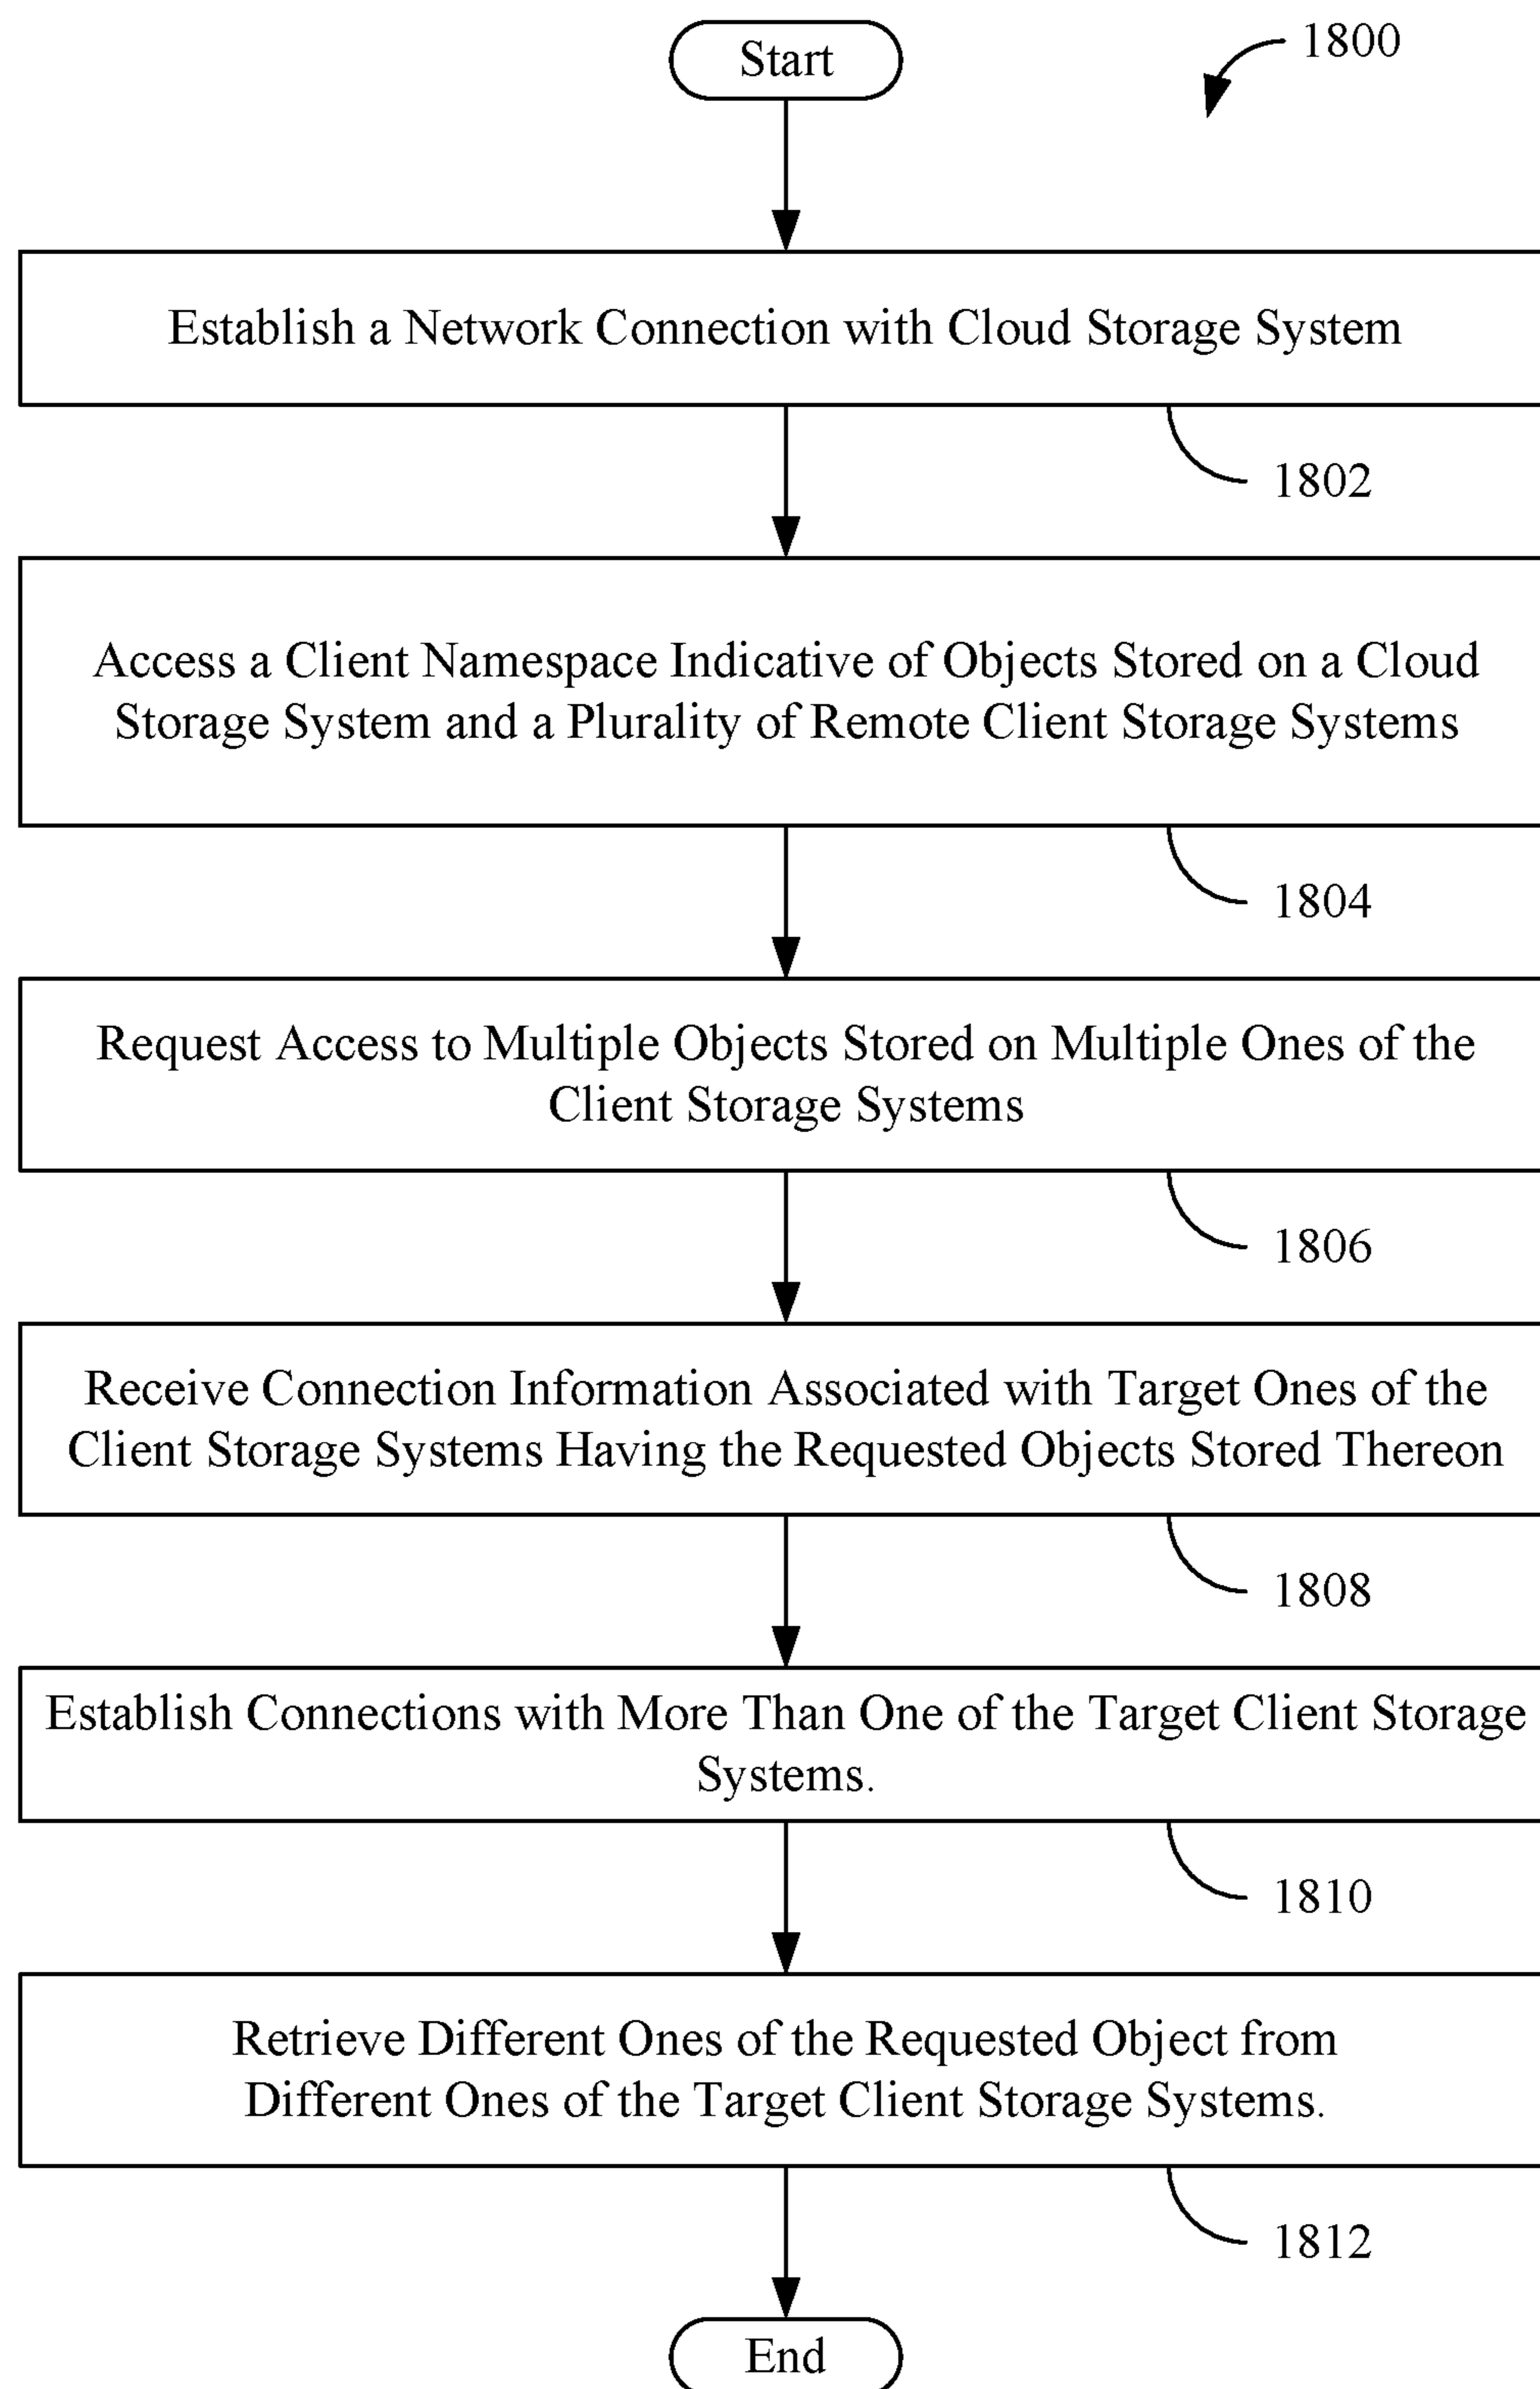 Start
1800
Establish a Network Connection with Cloud Storage System
1802
Access a Client Namespace Indicative of Objects Stored on a Cloud
Storage System and a Plurality of Remote Client Storage Systems
1804
Request Access to Multiple Objects Stored on Multiple Ones of the
Client Storage Systems
1806
Receive Connection Information Associated with Target Ones of the
Client Storage Systems Having the Requested Objects Stored Thereon
1808
Establish Connections with More Than One of the Target Client Storage
Systems.
1810
Retrieve Different Ones of the Requested Object from
Different Ones of the Target Client Storage Systems.
1812
End